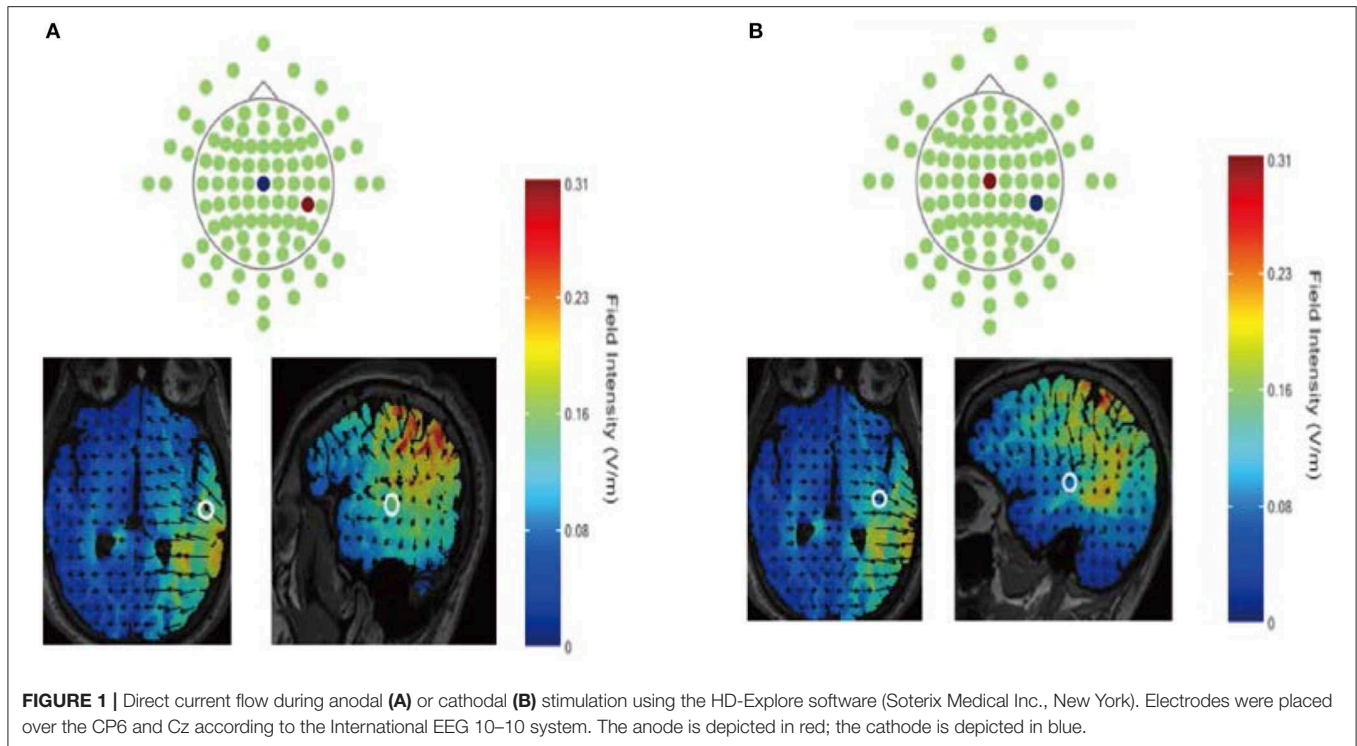 A
B
0.31
0.23
0.16
0.08
0
Field Intensity (V/m)
0.31
0.23
0.16
0.08
0
Field Intensity (V/m)
FIGURE 1 | Direct current flow during anodal (A) or cathodal (B) stimulation using the HD-Explore software (Soterix Medical Inc., New York). Electrodes were placed
over the CP6 and Cz according to the International EEG 10–10 system. The anode is depicted in red; the cathode is depicted in blue.